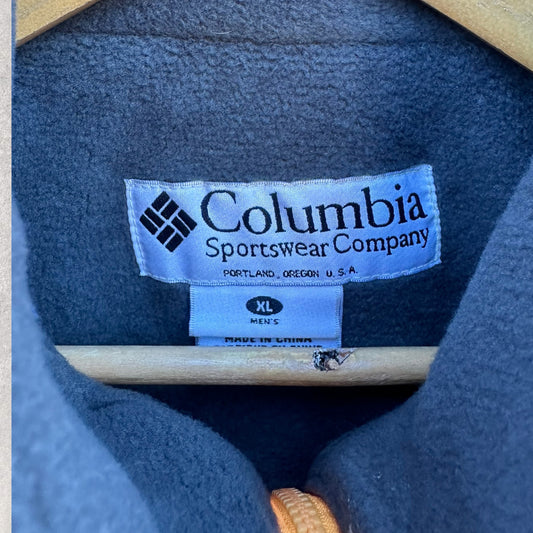 Columbia
Sportswear Company
PORTLAND, OREGON U.S.A.
XL
MEN'S
MADE IN CHINA